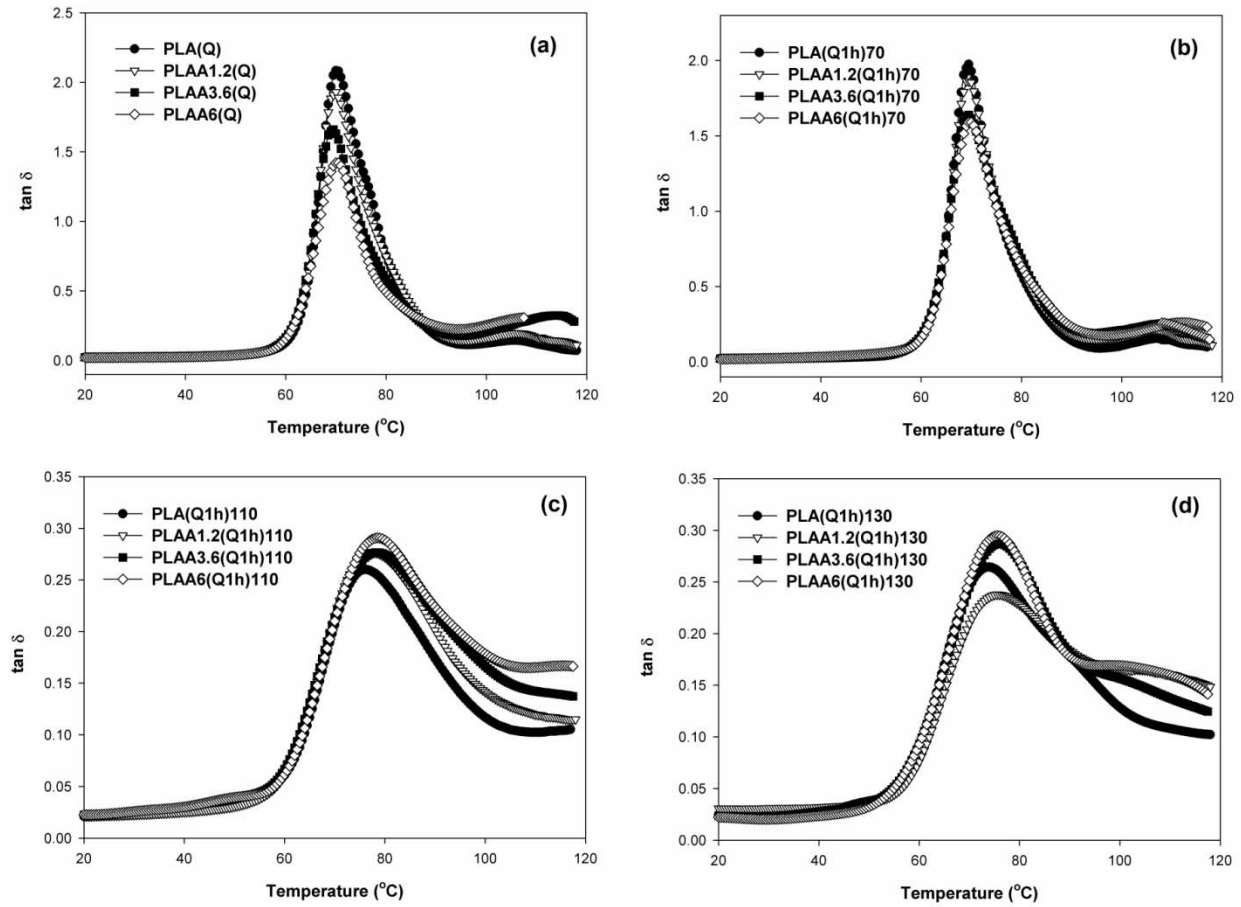 (a)
PLA(Q)
PLAA1.2(Q)
PLAA3.6(Q)
PLAA6(Q)
tan δ
2.5
2.0
1.5
1.0
0.5
0.0
20 40 60 80 100 120
Temperature (°C)
(b)
PLA(Q1h)70
PLAA1.2(Q1h)70
PLAA3.6(Q1h)70
PLAA6(Q1h)70
tan δ
2.0
1.5
1.0
0.5
0.0
20 40 60 80 100 120
Temperature (°C)
(c)
PLA(Q1h)110
PLAA1.2(Q1h)110
PLAA3.6(Q1h)110
PLAA6(Q1h)110
tan δ
0.35
0.30
0.25
0.20
0.15
0.10
0.05
0.00
20 40 60 80 100 120
Temperature (°C)
(d)
PLA(Q1h)130
PLAA1.2(Q1h)130
PLAA3.6(Q1h)130
PLAA6(Q1h)130
tan δ
0.35
0.30
0.25
0.20
0.15
0.10
0.05
0.00
20 40 60 80 100 120
Temperature (°C)